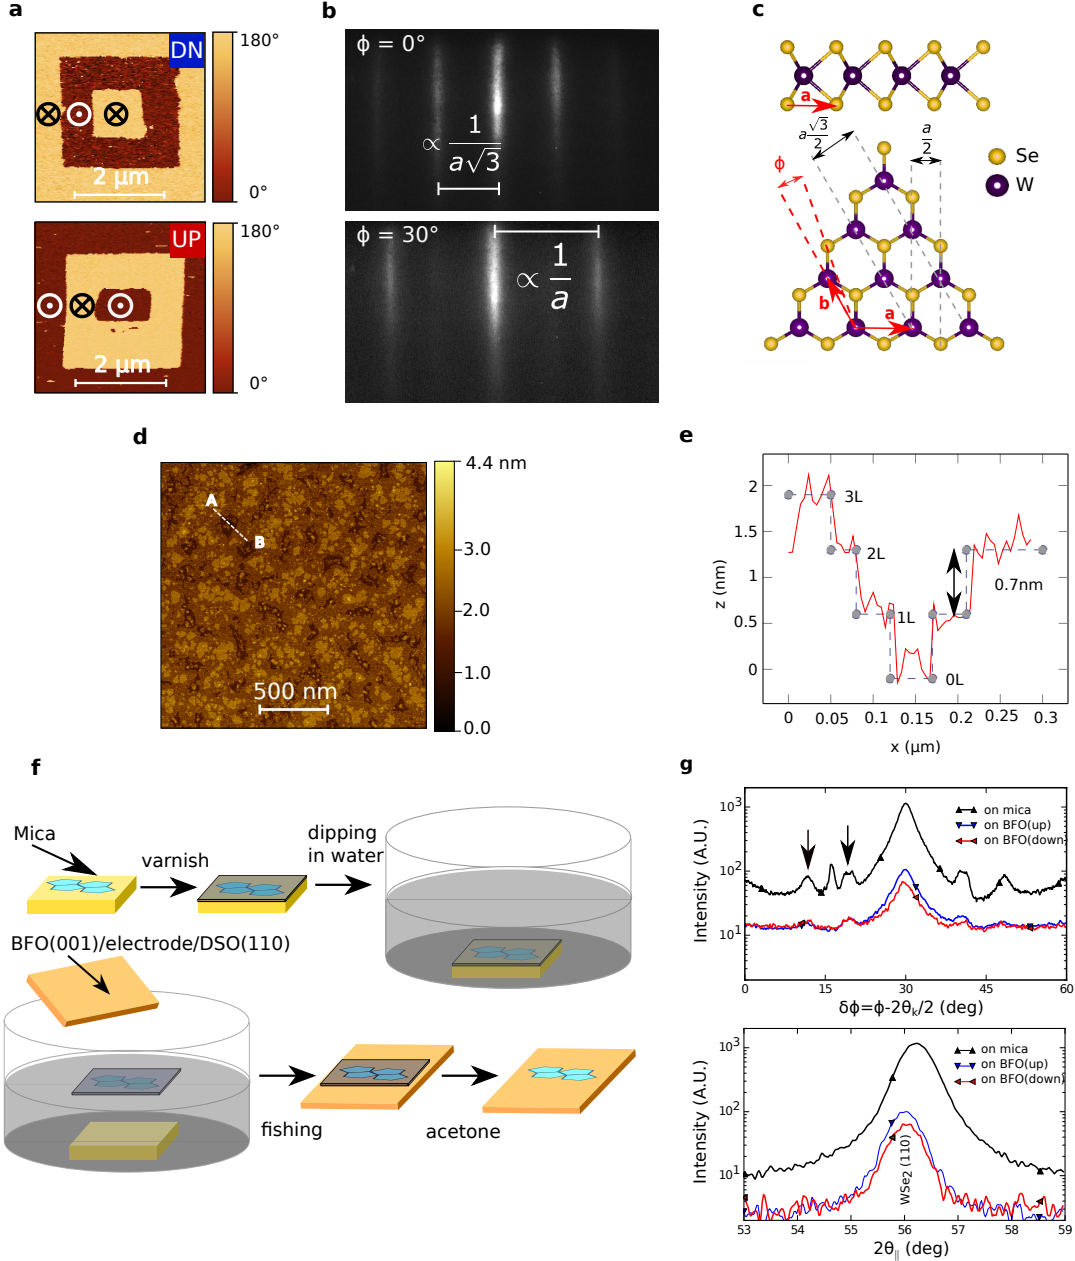 a
DN
2 μm
180°
0°
UP
2 μm
180°
0°
b
ϕ = 0°
∝ 1/a√3
ϕ = 30°
∝ 1/a
c
a
a √3/2
a/2
ϕ
b
a
Se
W
d
A
B
500 nm
4.4 nm
4.0
3.0
2.0
1.0
0.0
e
z (nm)
2
1.5
1
0.5
0
3L
2L
1L
0L
0.7nm
0
0.05
0.1
0.15
0.2
0.25
0.3
x (μm)
f
Mica
varnish
dipping
in water
BFO(001)/electrode/DSO(110)
fishing
acetone
g
Intensity (A.U.)
10³
10²
10¹
on mica
on BFO(up)
on BFO(down)
0
15
30
45
60
δϕ=ϕ-2θₖ/2 (deg)
Intensity (A.U.)
10³
10²
10¹
on mica
on BFO(up)
on BFO(down)
WSe₂ (110)
53
54
55
56
57
58
59
2θ∥ (deg)